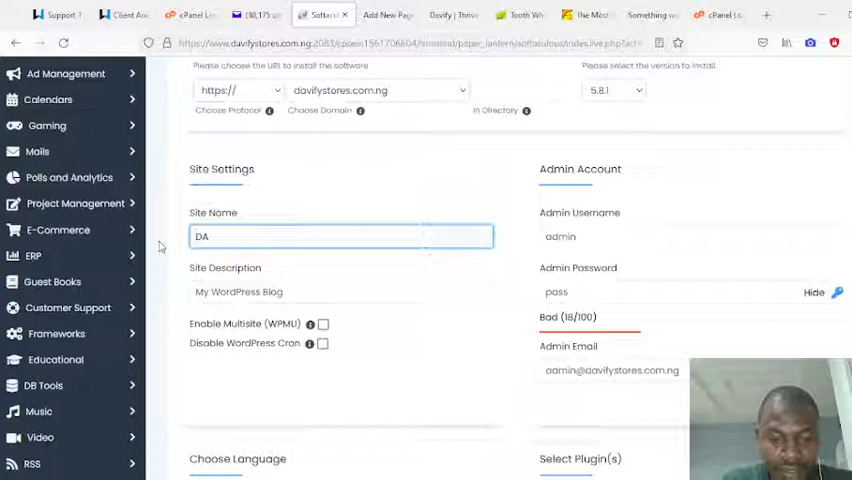 Support T
Client Are
cPanel Lo
(30,175 u
Softacu
Add New Pag
Davify | Thrive
Tooth Wh
The Most
Something w
cPanel Lo
https://www.davifystores.com.ng:2083/
Please choose the URL to install the software
Please select the version to install.
https://
davifystores.com.ng
5.8.1
Choose Protocol
Choose Domain
In Directory
Ad Management
Calendars
Gaming
Mails
Polls and Analytics
Project Management
E-Commerce
ERP
Guest Books
Customer Support
Frameworks
Educational
DB Tools
Music
Video
RSS
Site Settings
Site Name
DA
Site Description
My WordPress Blog
Enable Multisite (WPMU)
Disable WordPress Cron
Admin Account
Admin Username
admin
Admin Password
pass
Hide
Bad (18/100)
Admin Email
admin@davifystores.com.ng
Choose Language
Select Plugin(s)